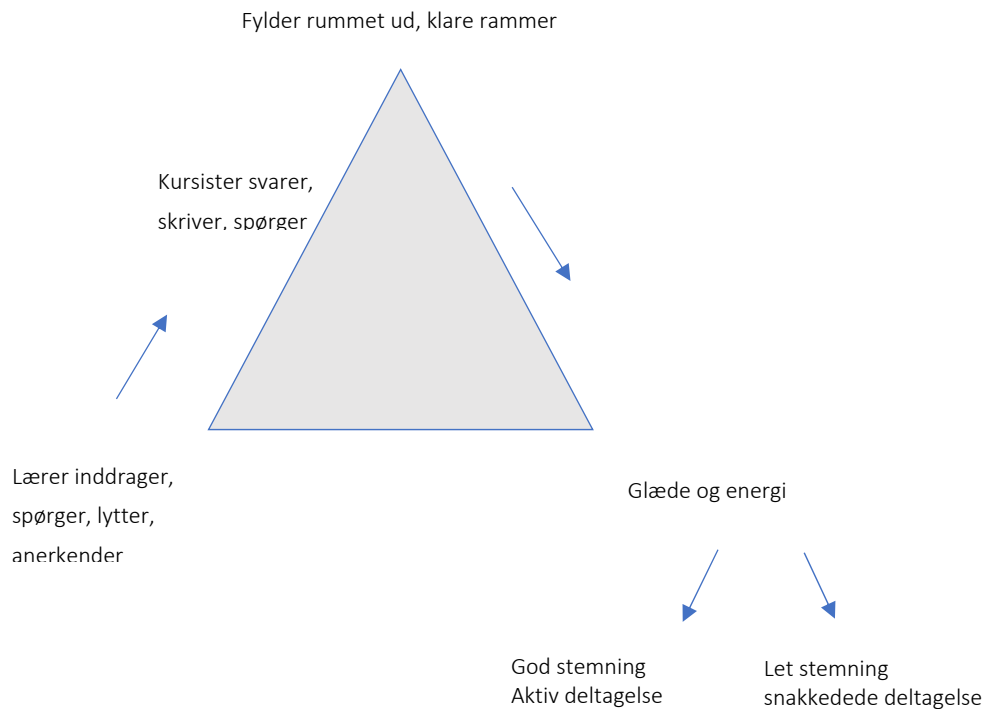 Fylder rummet ud, klare rammer
Kursister svarer,
skriver, spørger
Lærer inddrager,
spørger, lytter,
anerkender
Glæde og energi
God stemning
Aktiv deltagelse
Let stemning
snakkedede deltagelse